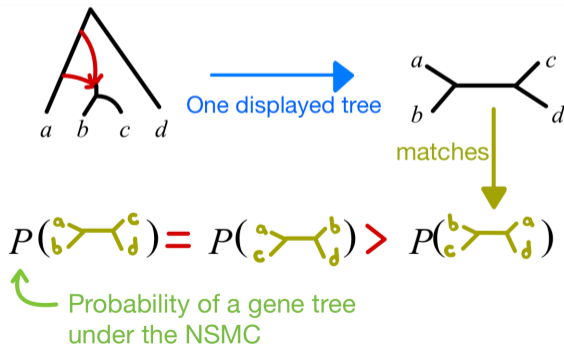 a b c d
One displayed tree
a c
b d
matches
P(a b c d) = P(a c b d) > P(b c a d)
Probability of a gene tree
under the NSMC